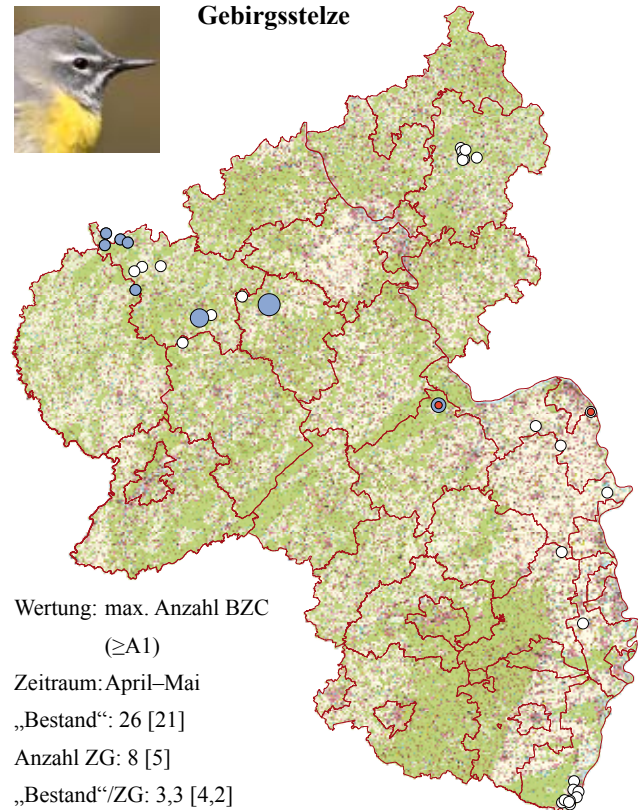 Gebirgsstelze
Wertung: max. Anzahl BZC
(≥A1)
Zeitraum: April–Mai
„Bestand“: 26 [21]
Anzahl ZG: 8 [5]
„Bestand“/ZG: 3,3 [4,2]